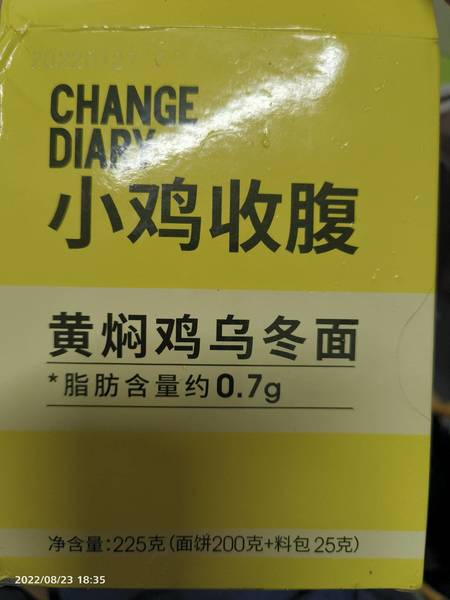 CHANGE
DIARY
小鸡收腹
黄焖鸡乌冬面
*脂肪含量约0.7g
净含量:225克(面饼200克+料包25克)
2022/08/23 18:35